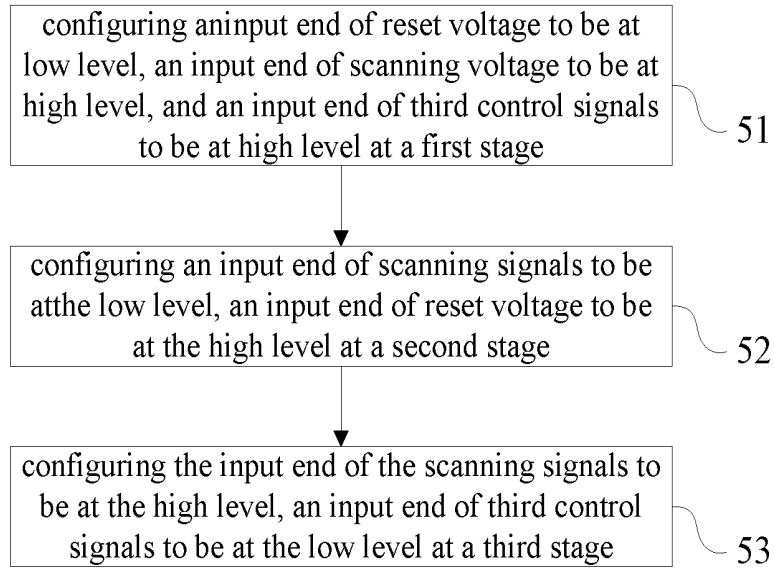 configuring aninput end of reset voltage to be at
low level, an input end of scanning voltage to be at
high level, and an input end of third control signals
to be at high level at a first stage
51
configuring an input end of scanning signals to be
atthe low level, an input end of reset voltage to be
at the high level at a second stage
52
configuring the input end of the scanning signals to
be at the high level, an input end of third control
signals to be at the low level at a third stage
53